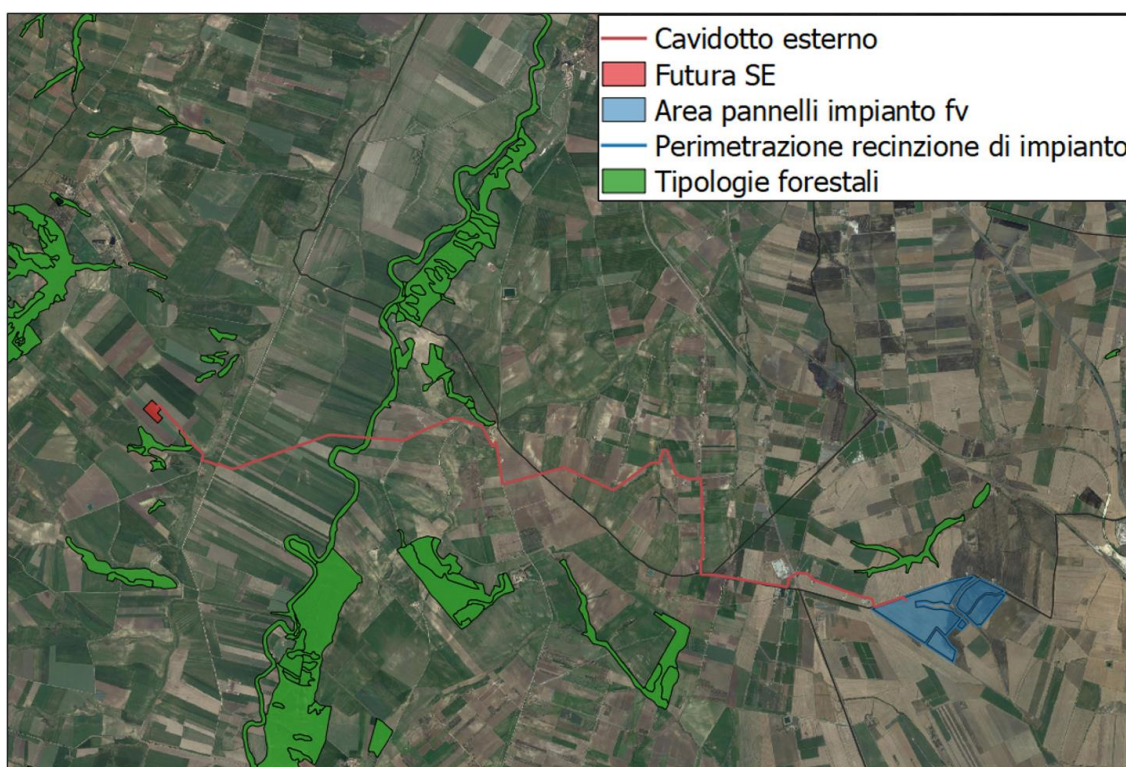 Cavidotto esterno
Futura SE
Area pannelli impianto fv
Perimetrazione recinzione di impianto
Tipologie forestali